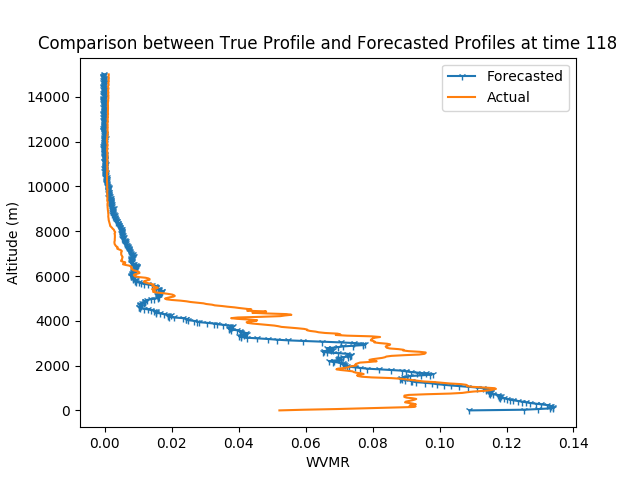 Comparison between True Profile and Forecasted Profiles at time 118
Forecasted
Actual
14000
12000
10000
8000
6000
4000
2000
0
Altitude (m)
0.00 0.02 0.04 0.06 0.08 0.10 0.12 0.14
WVMR